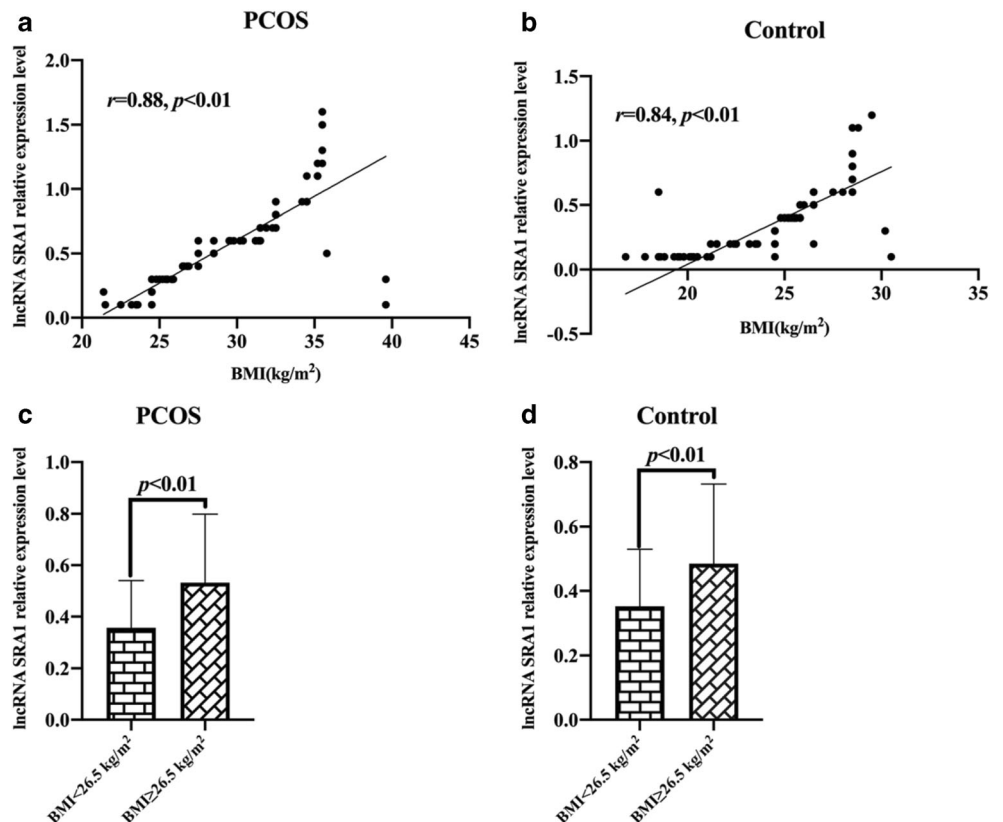 a
PCOS
lncRNA SRA1 relative expression level
2.0
1.5
1.0
0.5
0.0
r=0.88, p<0.01
20 25 30 35 40 45
BMI(kg/m²)
b
Control
lncRNA SRA1 relative expression level
1.5
1.0
0.5
0.0
-0.5
r=0.84, p<0.01
20 25 30 35
BMI(kg/m²)
c
PCOS
lncRNA SRA1 relative expression level
1.0
0.8
0.6
0.4
0.2
0.0
p<0.01
BMI<26.5 kg/m²
BMI≥26.5 kg/m²
d
Control
lncRNA SRA1 relative expression level
0.8
0.6
0.4
0.2
0.0
p<0.01
BMI<26.5 kg/m²
BMI≥26.5 kg/m²